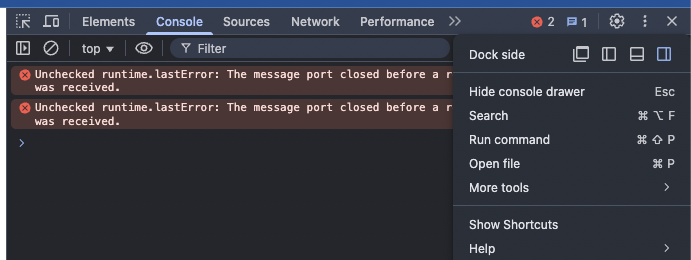 Elements Console Sources Network Performance 2 1
top Filter
Unchecked runtime.lastError: The message port closed before a r
was received.
Unchecked runtime.lastError: The message port closed before a r
was received.
Dock side
Hide console drawer Esc
Search ⌘ ⌥ F
Run command ⌘ ⇧ P
Open file ⌘ P
More tools
Show Shortcuts
Help